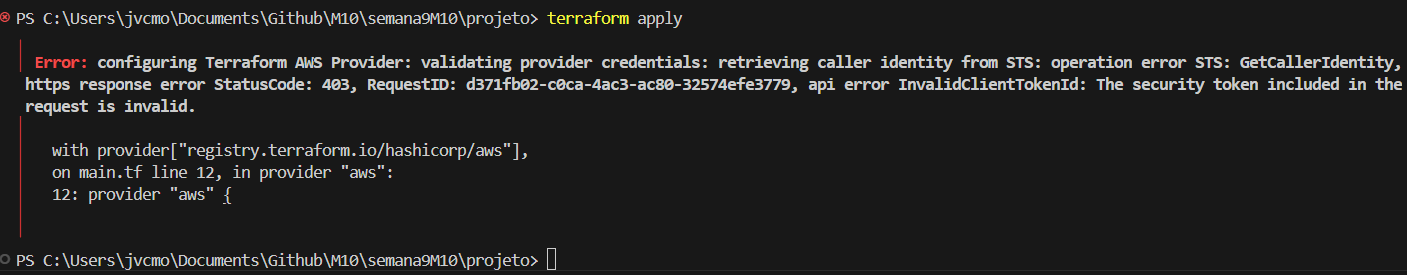 PS C:\Users\jvcmo\Documents\Github\M10\semana9M10\projeto> terraform apply
Error: configuring Terraform AWS Provider: validating provider credentials: retrieving caller identity from STS: operation error STS: GetCallerIdentity,
https response error StatusCode: 403, RequestID: d371fb02-c0ca-4ac3-ac80-32574efe3779, api error InvalidClientTokenId: The security token included in the
request is invalid.
with provider["registry.terraform.io/hashicorp/aws"],
on main.tf line 12, in provider "aws":
12: provider "aws" {
PS C:\Users\jvcmo\Documents\Github\M10\semana9M10\projeto>